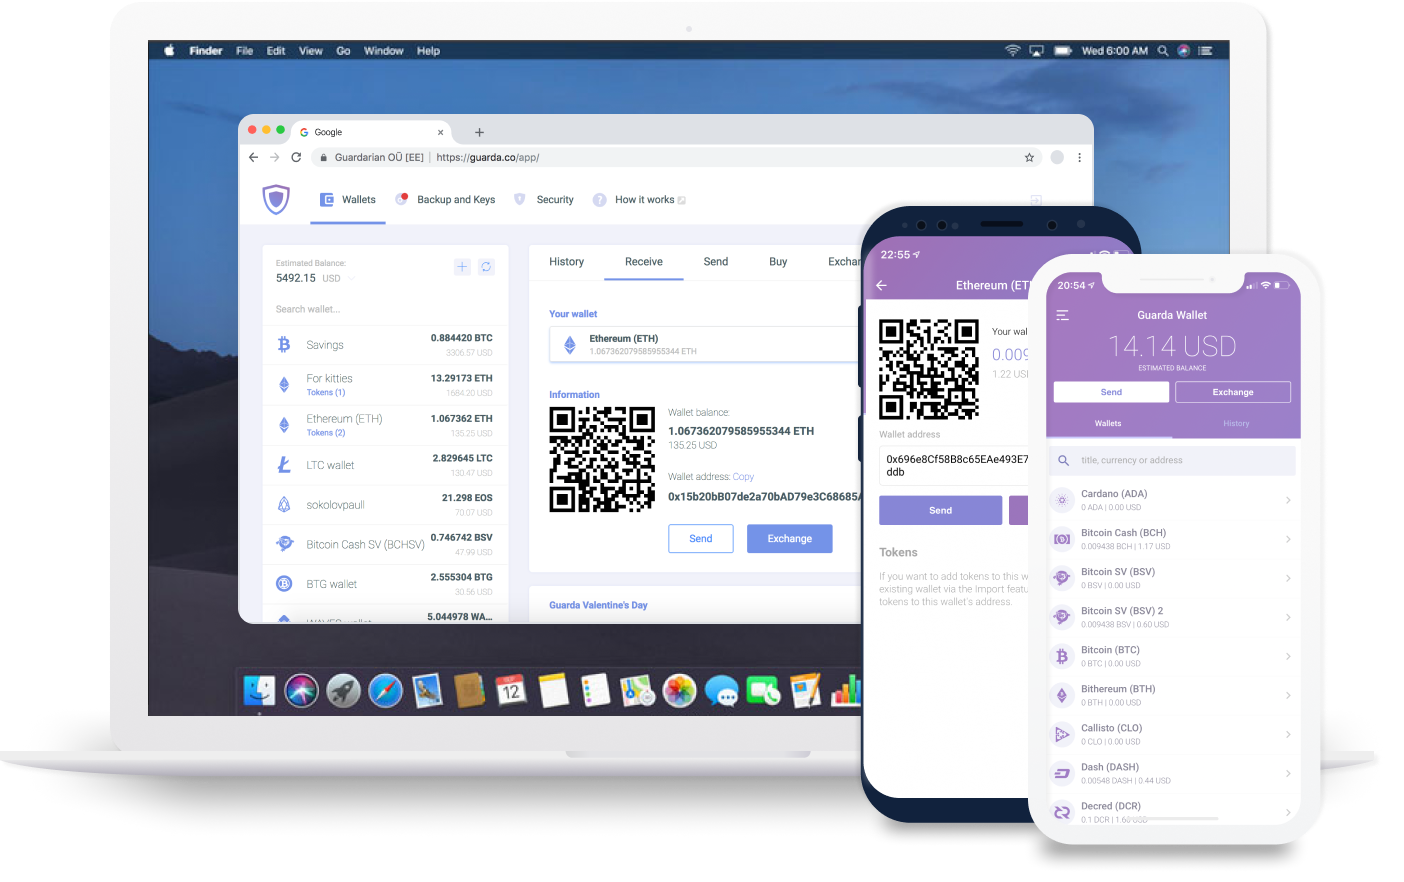 Finder File Edit View Go Window Help
Wed 6:00 AM
Google
Guardarian OÜ [EE] | https://guarda.co/app/
Wallets
Backup and Keys
Security
How it works
Estimated Balance:
5492.15 USD
Search wallet...
Savings
0.884420 BTC
3306.57 USD
For kitties
Tokens (1)
13.29173 ETH
1684.20 USD
Ethereum (ETH)
Tokens (2)
1.067362 ETH
135.25 USD
LTC wallet
2.829645 LTC
130.47 USD
sokolovpaull
21.298 EOS
70.07 USD
Bitcoin Cash SV (BCHSV)
0.746742 BSV
47.99 USD
BTG wallet
2.555304 BTG
30.56 USD
WAVES wallet
5.044978 WA...
History
Receive
Send
Buy
Exchan
Your wallet
Ethereum (ETH)
1.067362079585955344 ETH
Information
Wallet balance:
1.067362079585955344 ETH
135.25 USD
Wallet address: Copy
0x15b20bB07de2a70bAD79e3C68685A
Send
Exchange
Guarda Valentine's Day
SEP
12
22:55
Ethereum (ET
Your wal
0.009
1.22 US
Wallet address
0x696e8Cf58B8c65EAe493E7
ddb
Send
Tokens
If you want to add tokens to this w
existing wallet via the Import featu
tokens to this wallet's address.
20:54
Guarda Wallet
14.14 USD
ESTIMATED BALANCE
Send
Exchange
Wallets
History
title, currency or address
Cardano (ADA)
0 ADA | 0.00 USD
Bitcoin Cash (BCH)
0.009438 BCH | 1.17 USD
Bitcoin SV (BSV)
0 BSV | 0.00 USD
Bitcoin SV (BSV) 2
0.009438 BSV | 0.60 USD
Bitcoin (BTC)
0 BTC | 0.00 USD
Bithereum (BTH)
0 BTH | 0.00 USD
Callisto (CLO)
0 CLO | 0.00 USD
Dash (DASH)
0.00548 DASH | 0.44 USD
Decred (DCR)
0.1 DCR | 1.68 USD